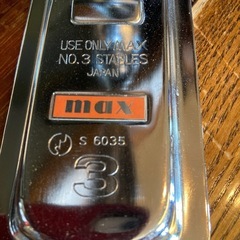 USE ONLY MAX
NO. 3 STAPLES
JAPAN
max
S 6035
3